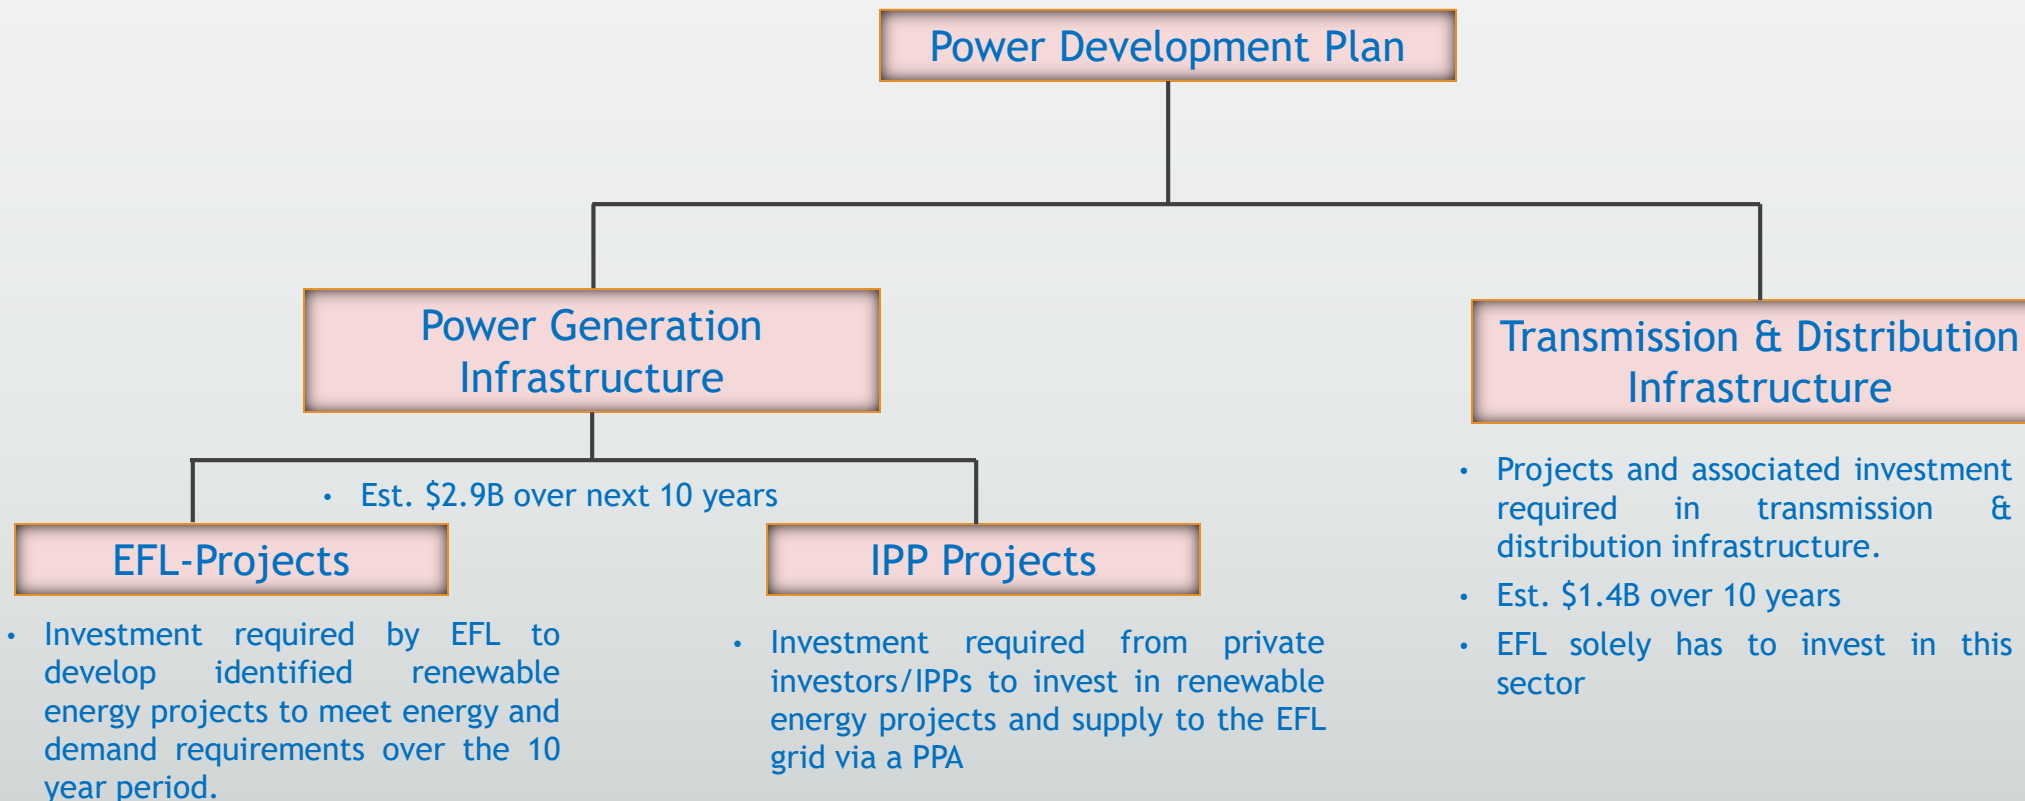 Power Development Plan
Power Generation
Infrastructure
Transmission & Distribution
Infrastructure
• Est. $2.9B over next 10 years
EFL-Projects
• Investment required by EFL to
develop identified renewable
energy projects to meet energy and
demand requirements over the 10
year period.
IPP Projects
• Investment required from private
investors/IPPs to invest in renewable
energy projects and supply to the EFL
grid via a PPA
• Projects and associated investment
required in transmission &
distribution infrastructure.
• Est. $1.4B over 10 years
• EFL solely has to invest in this
sector